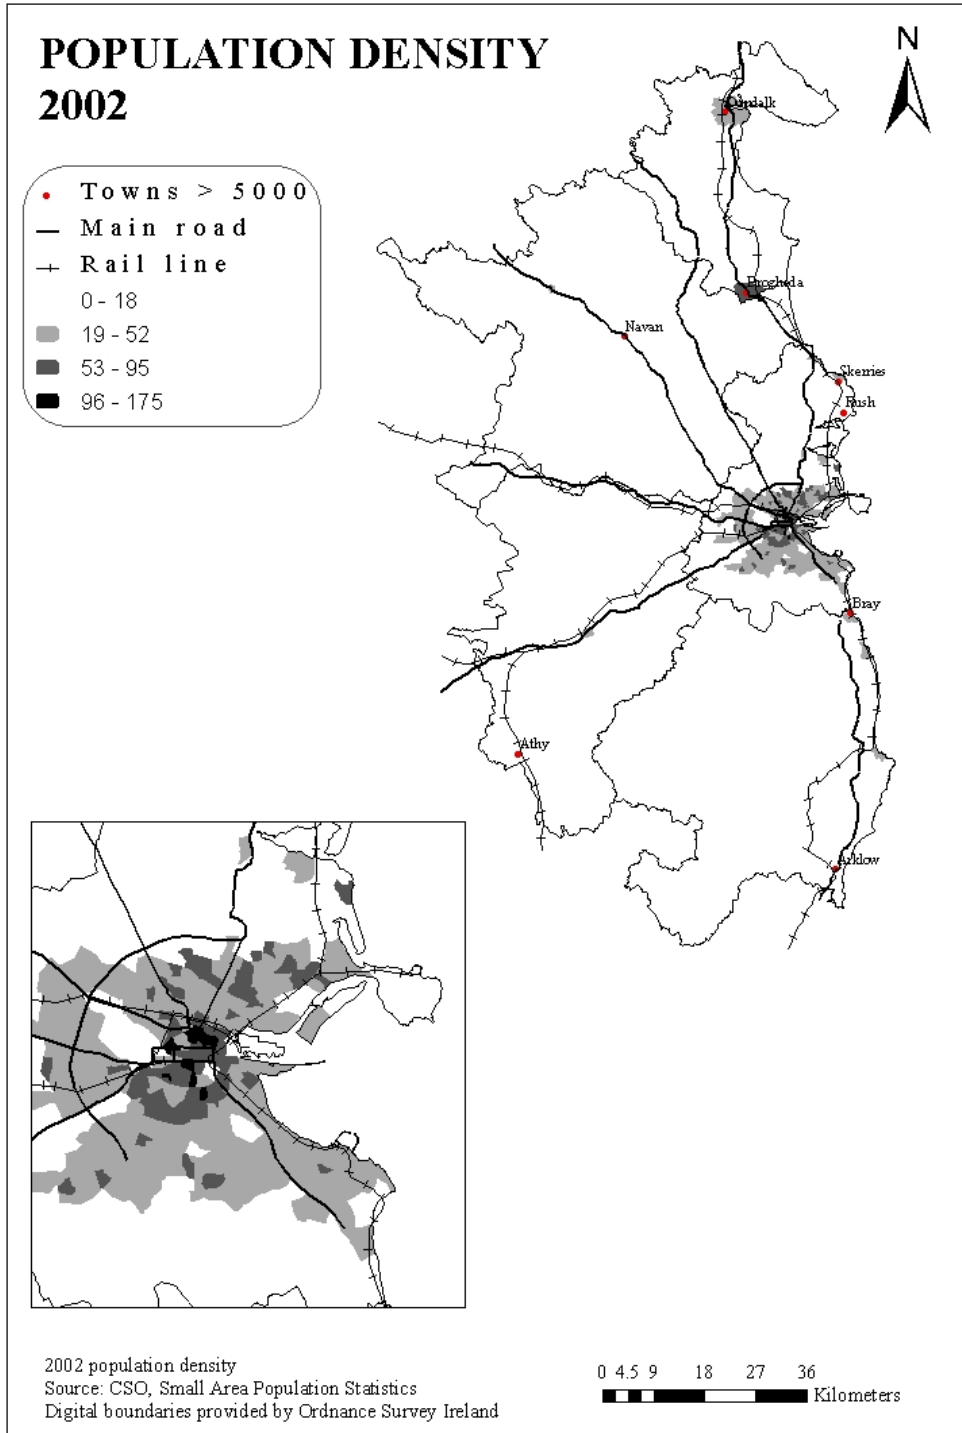 POPULATION DENSITY
2002
N
Towns > 5000
Main road
Rail line
0 - 18
19 - 52
53 - 95
96 - 175
Dundalk
Drogheda
Navan
Skerries
Rush
Bray
Athy
Arklow
2002 population density
Source: CSO, Small Area Population Statistics
Digital boundaries provided by Ordnance Survey Ireland
0 4.5 9 18 27 36
Kilometers